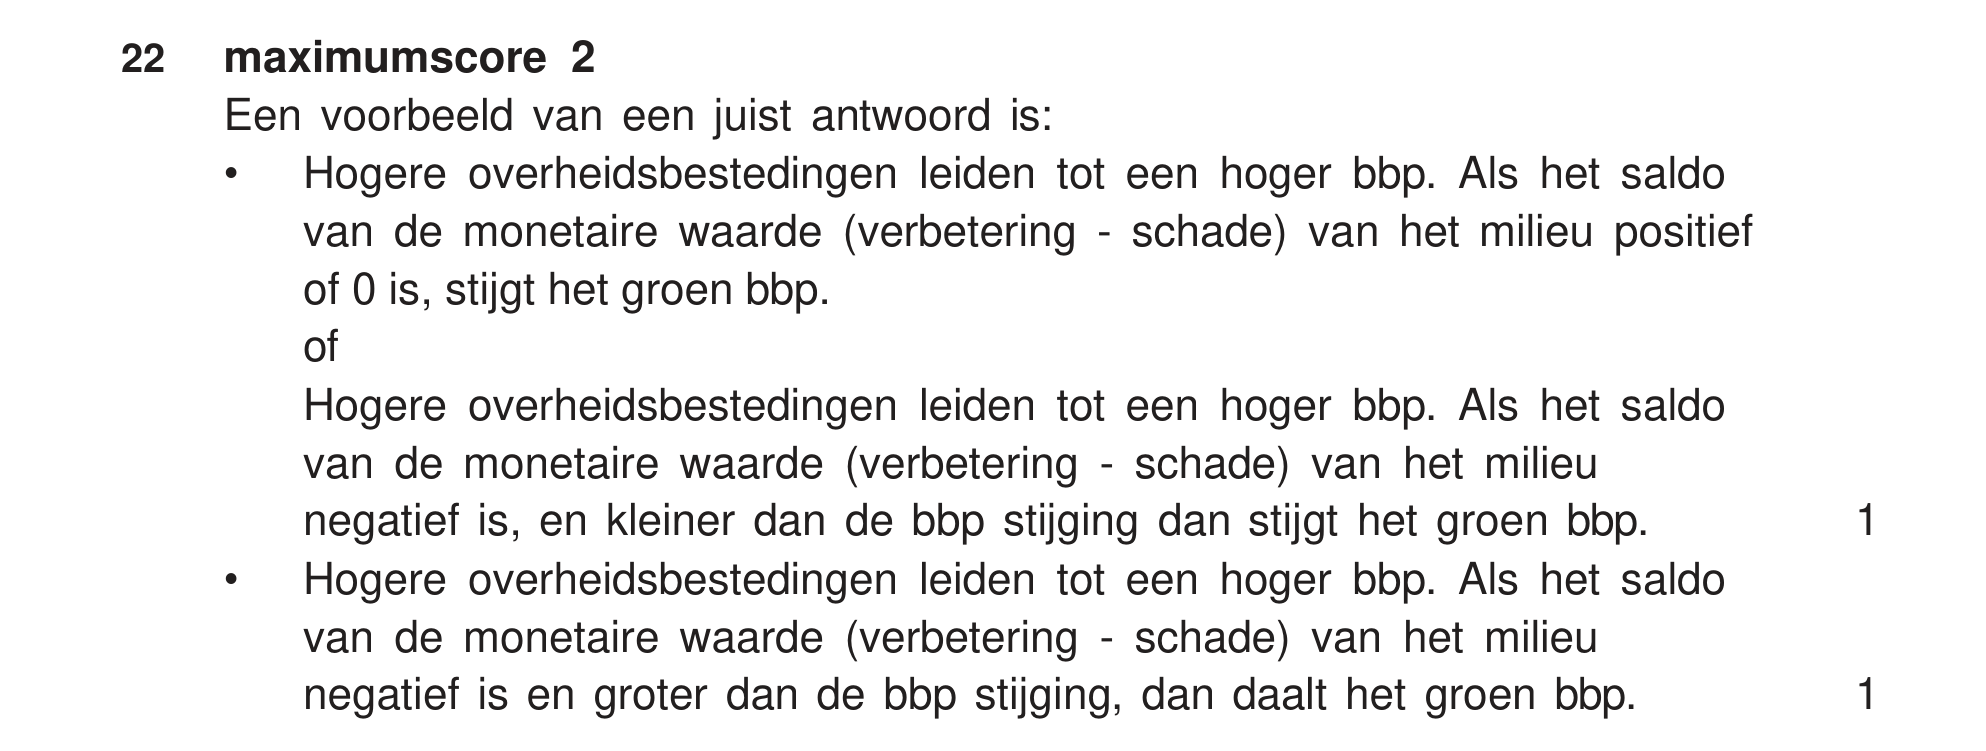 22 maximumscore 2
Een voorbeeld van een juist antwoord is:
• Hogere overheidsbestedingen leiden tot een hoger bbp. Als het saldo
van de monetaire waarde (verbetering - schade) van het milieu positief
of 0 is, stijgt het groen bbp.
of
Hogere overheidsbestedingen leiden tot een hoger bbp. Als het saldo
van de monetaire waarde (verbetering - schade) van het milieu
negatief is, en kleiner dan de bbp stijging dan stijgt het groen bbp. 1
• Hogere overheidsbestedingen leiden tot een hoger bbp. Als het saldo
van de monetaire waarde (verbetering - schade) van het milieu
negatief is en groter dan de bbp stijging, dan daalt het groen bbp. 1